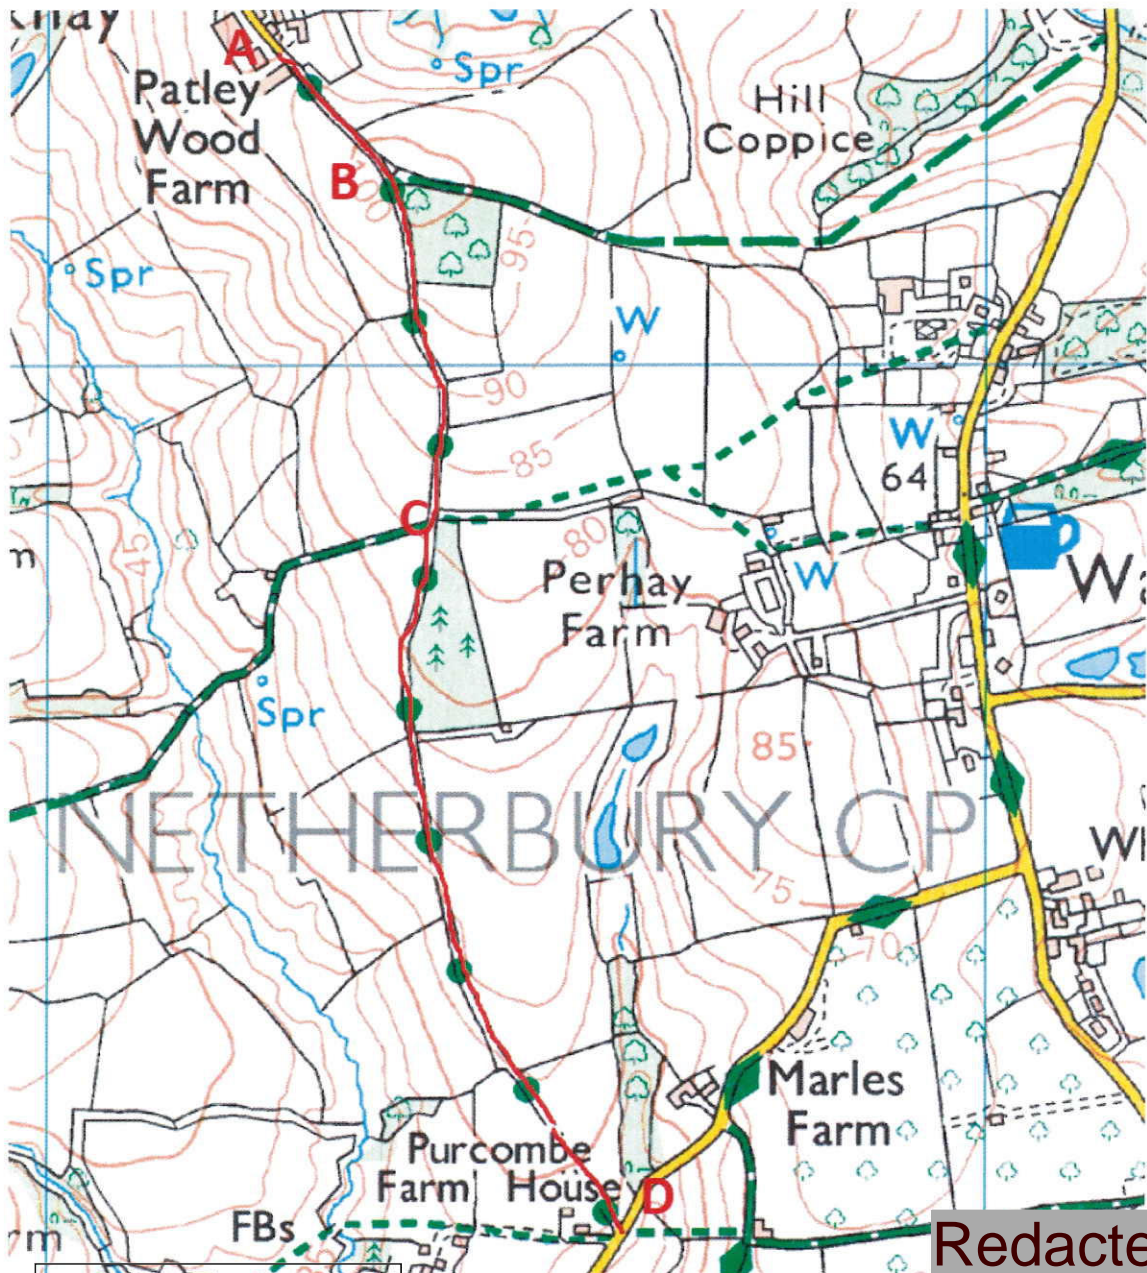 A
Patley
Wood
Farm
Spr
Hill
Coppice
B
100
95
Spr
W
90
85
W
64
C
80
45
Perhay
Farm
W
Spr
85
NETHERBURY CP
75
70
Marles
Farm
Purcombe
Farm House
D
FBs
Redacte